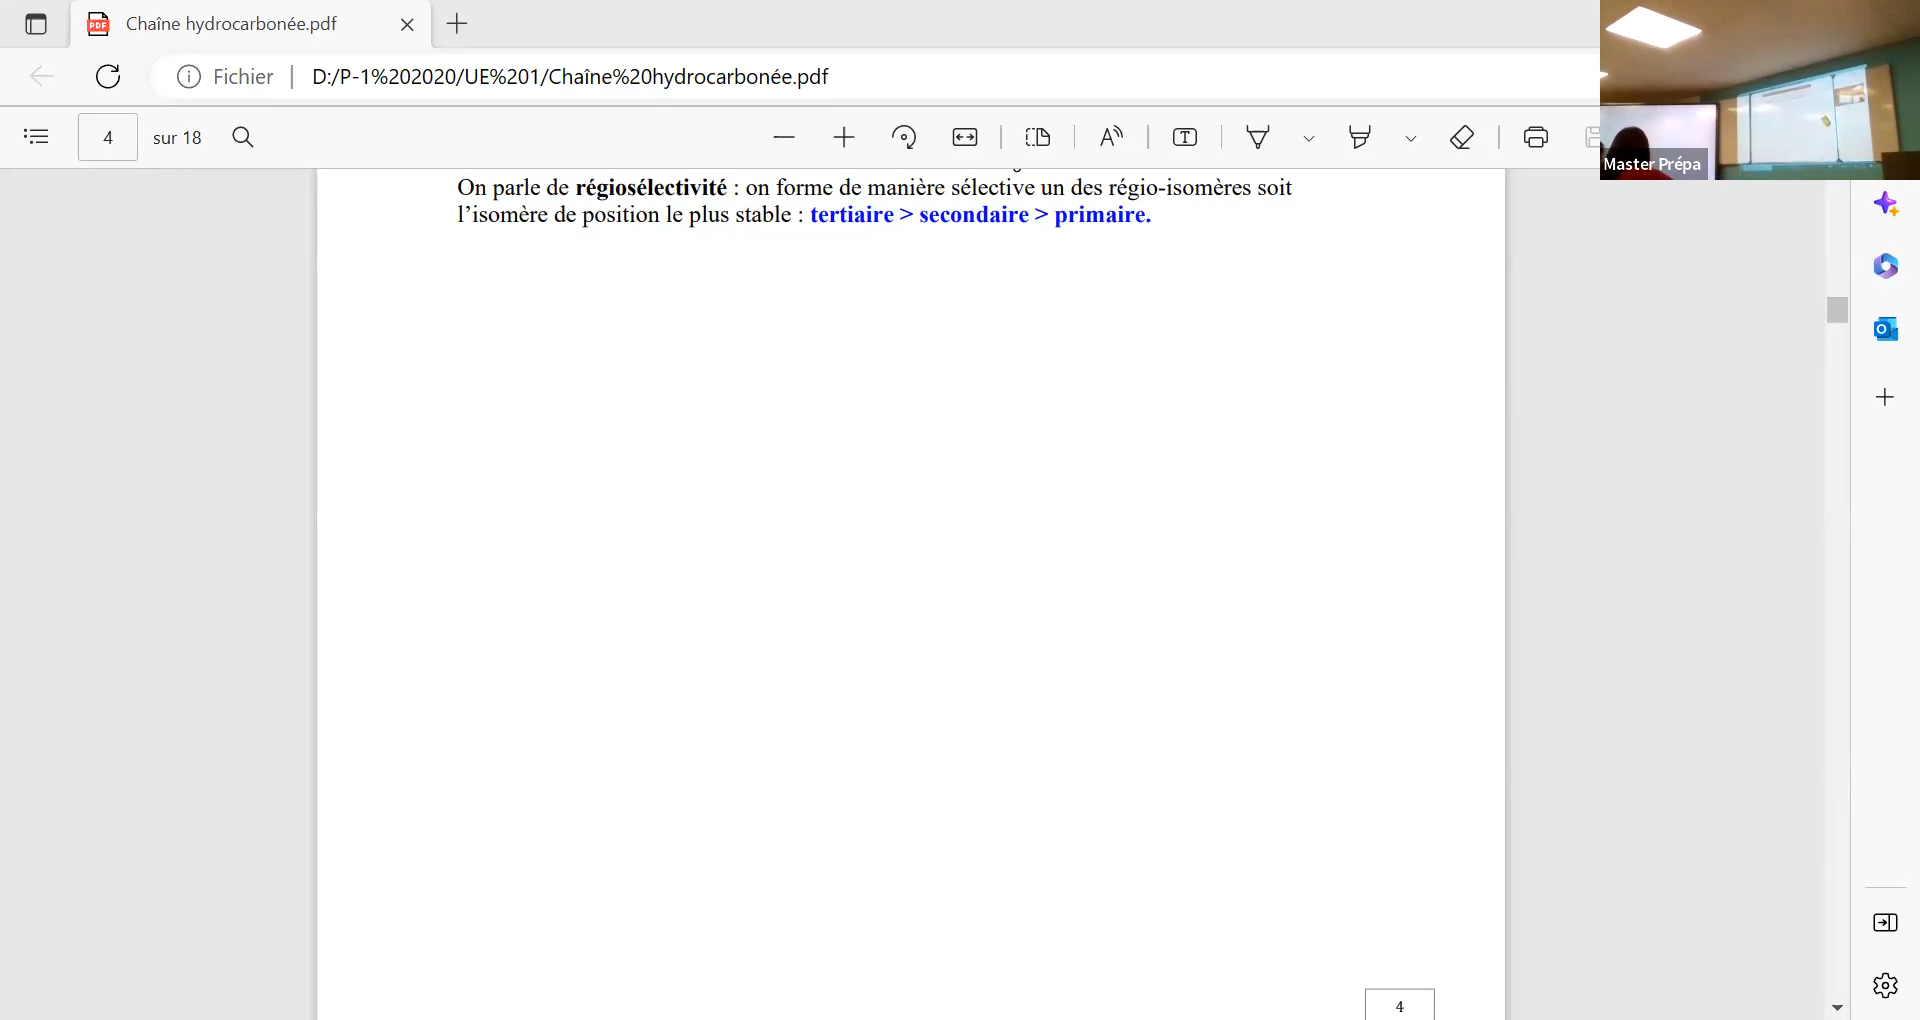 Chaîne hydrocarbonée.pdf
Fichier | D:/P-1%202020/UE%201/Chaîne%20hydrocarbonée.pdf
4 sur 18
Master Prépa
On parle de régiosélectivité : on forme de manière sélective un des régio-isomères soit
l’isomère de position le plus stable : tertiaire > secondaire > primaire.
4